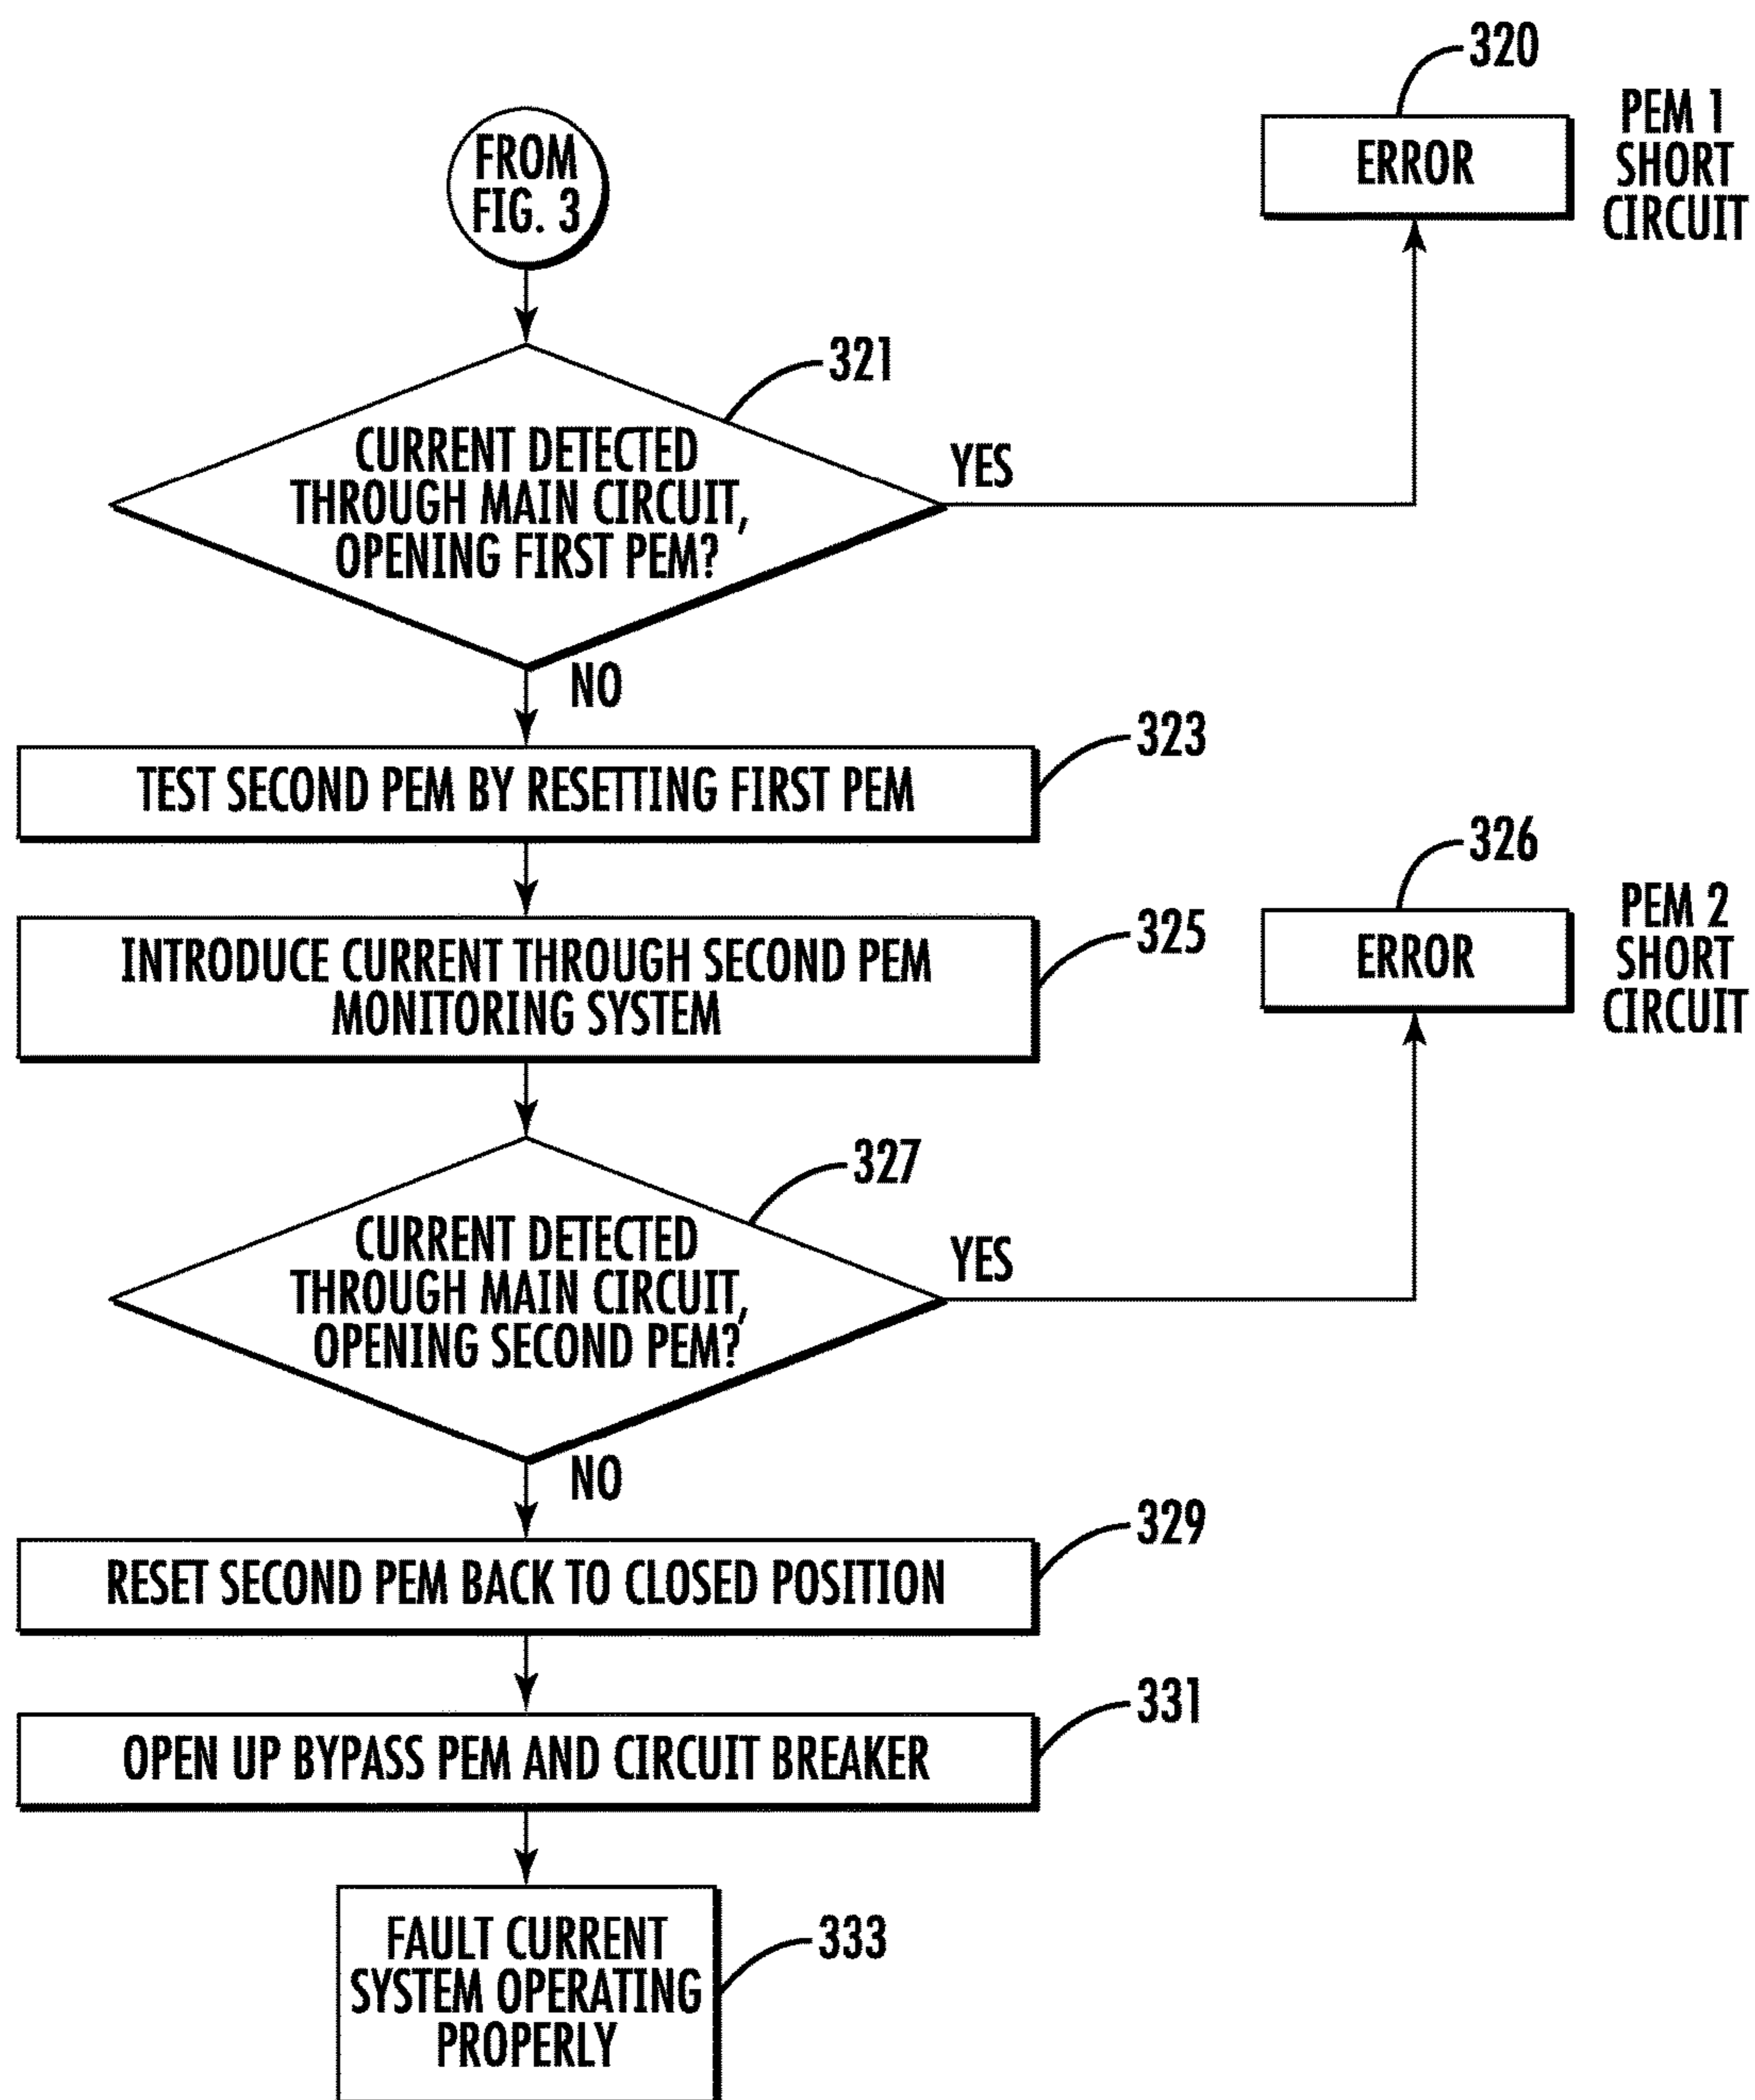 320
PEM 1
SHORT
CIRCUIT
ERROR
FROM
FIG. 3
321
CURRENT DETECTED
THROUGH MAIN CIRCUIT,
OPENING FIRST PEM?
YES
NO
323
TEST SECOND PEM BY RESETTING FIRST PEM
326
PEM 2
SHORT
CIRCUIT
ERROR
325
INTRODUCE CURRENT THROUGH SECOND PEM
MONITORING SYSTEM
327
CURRENT DETECTED
THROUGH MAIN CIRCUIT,
OPENING SECOND PEM?
YES
NO
329
RESET SECOND PEM BACK TO CLOSED POSITION
331
OPEN UP BYPASS PEM AND CIRCUIT BREAKER
333
FAULT CURRENT
SYSTEM OPERATING
PROPERLY